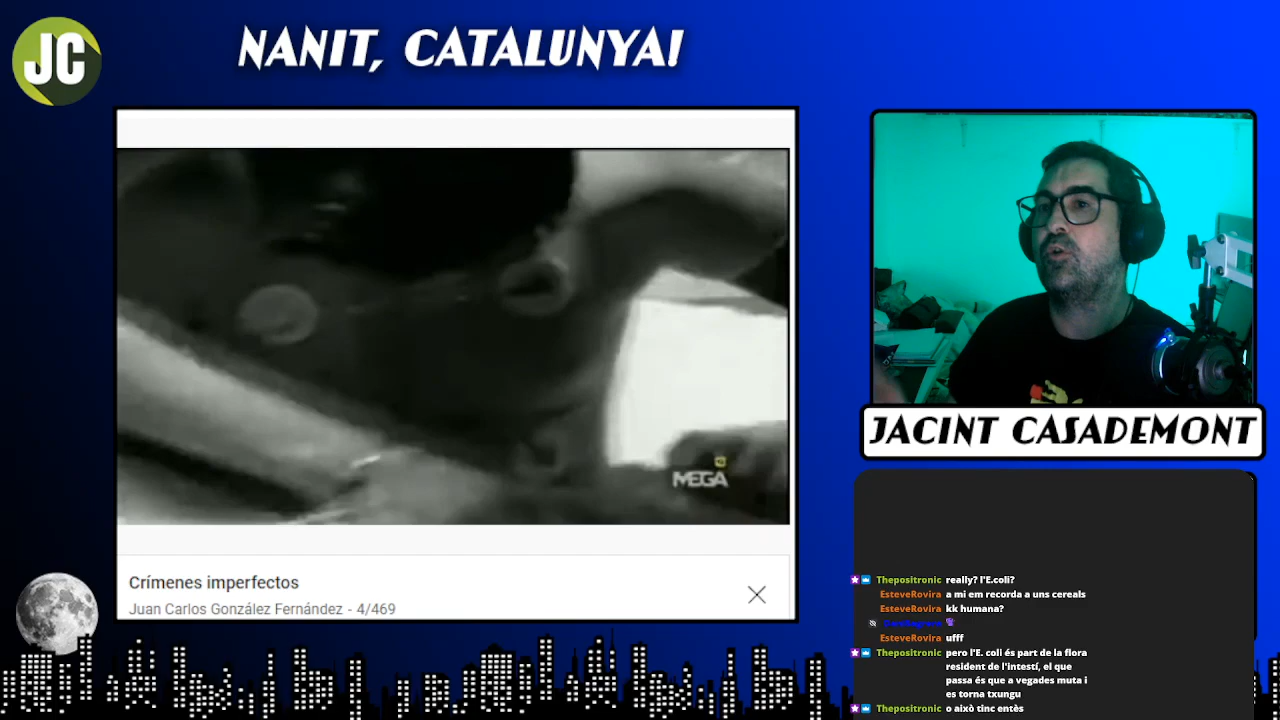 JC
NANIT, CATALUNYA!
MEGA
Crímenes imperfectos
Juan Carlos González Fernández - 4/469
JACINT CASADEMONT
Thepositronic really? l'E.coli?
EsteveRovira a mi em recorda a uns cereals
EsteveRovira kk humana?
EsteveRovira ufff
Thepositronic pero l'E. coli és part de la flora
resident de l'intestí, el que
passa és que a vegades muta i
es torna txungu
Thepositronic o això tinc entès